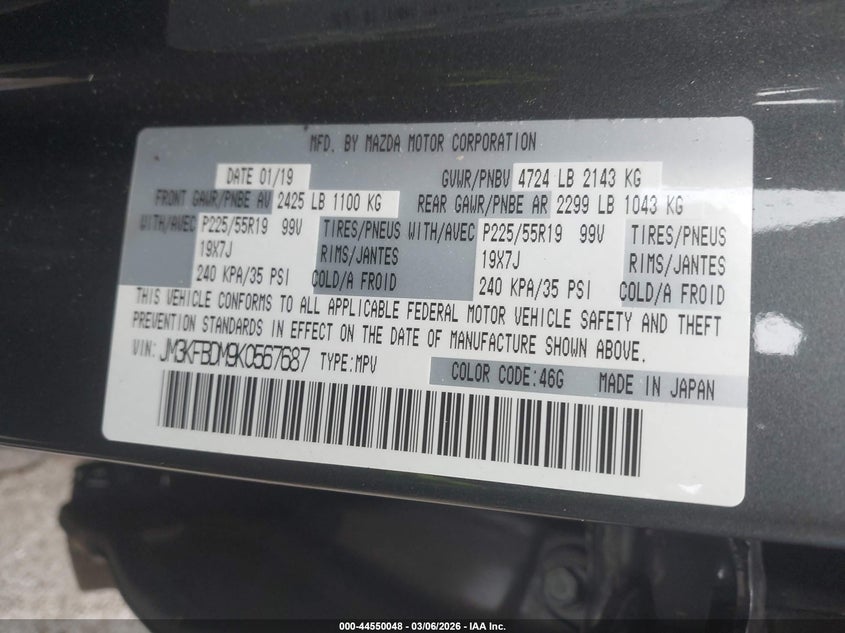 MFD. BY MAZDA MOTOR CORPORATION
DATE 01/19 GVWR/PNBV 4724 LB 2143 KG
FRONT GAWR/PNBE AV 2425 LB 1100 KG REAR GAWR/PNBE AR 2299 LB 1043 KG
WITH/AVEC P225/55R19 99V TIRES/PNEUS WITH/AVEC P225/55R19 99V TIRES/PNEUS
19X7J RIMS/JANTES 19X7J RIMS/JANTES
240 KPA/35 PSI COLD/A FROID 240 KPA/35 PSI COLD/A FROID
THIS VEHICLE CONFORMS TO ALL APPLICABLE FEDERAL MOTOR VEHICLE SAFETY AND THEFT
PREVENTION STANDARDS IN EFFECT ON THE DATE OF MANUFACTURE SHOWN ABOVE.
VIN: JM3KFBDM9K0567687 TYPE:MPV
COLOR CODE:46G MADE IN JAPAN
000-44550048 - 03/06/2026 - IAA Inc.